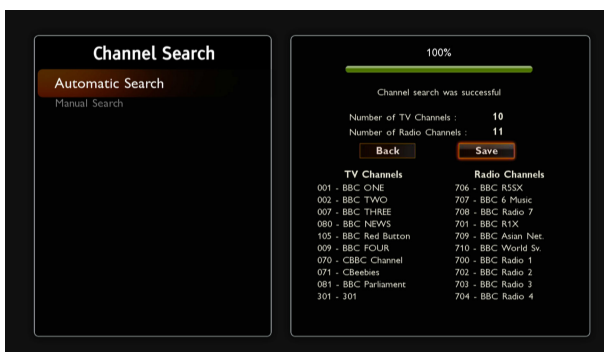 Channel Search
Automatic Search
Manual Search
100%
Channel search was successful
Number of TV Channels : 10
Number of Radio Channels : 11
Back Save
TV Channels Radio Channels
001 - BBC ONE 706 - BBC R5SX
002 - BBC TWO 707 - BBC 6 Music
007 - BBC THREE 708 - BBC Radio 7
080 - BBC NEWS 701 - BBC R1X
105 - BBC Red Button 709 - BBC Asian Net.
009 - BBC FOUR 710 - BBC World Sv.
070 - CBBC Channel 700 - BBC Radio 1
071 - CBeebies 702 - BBC Radio 2
081 - BBC Parliament 703 - BBC Radio 3
301 - 301 704 - BBC Radio 4